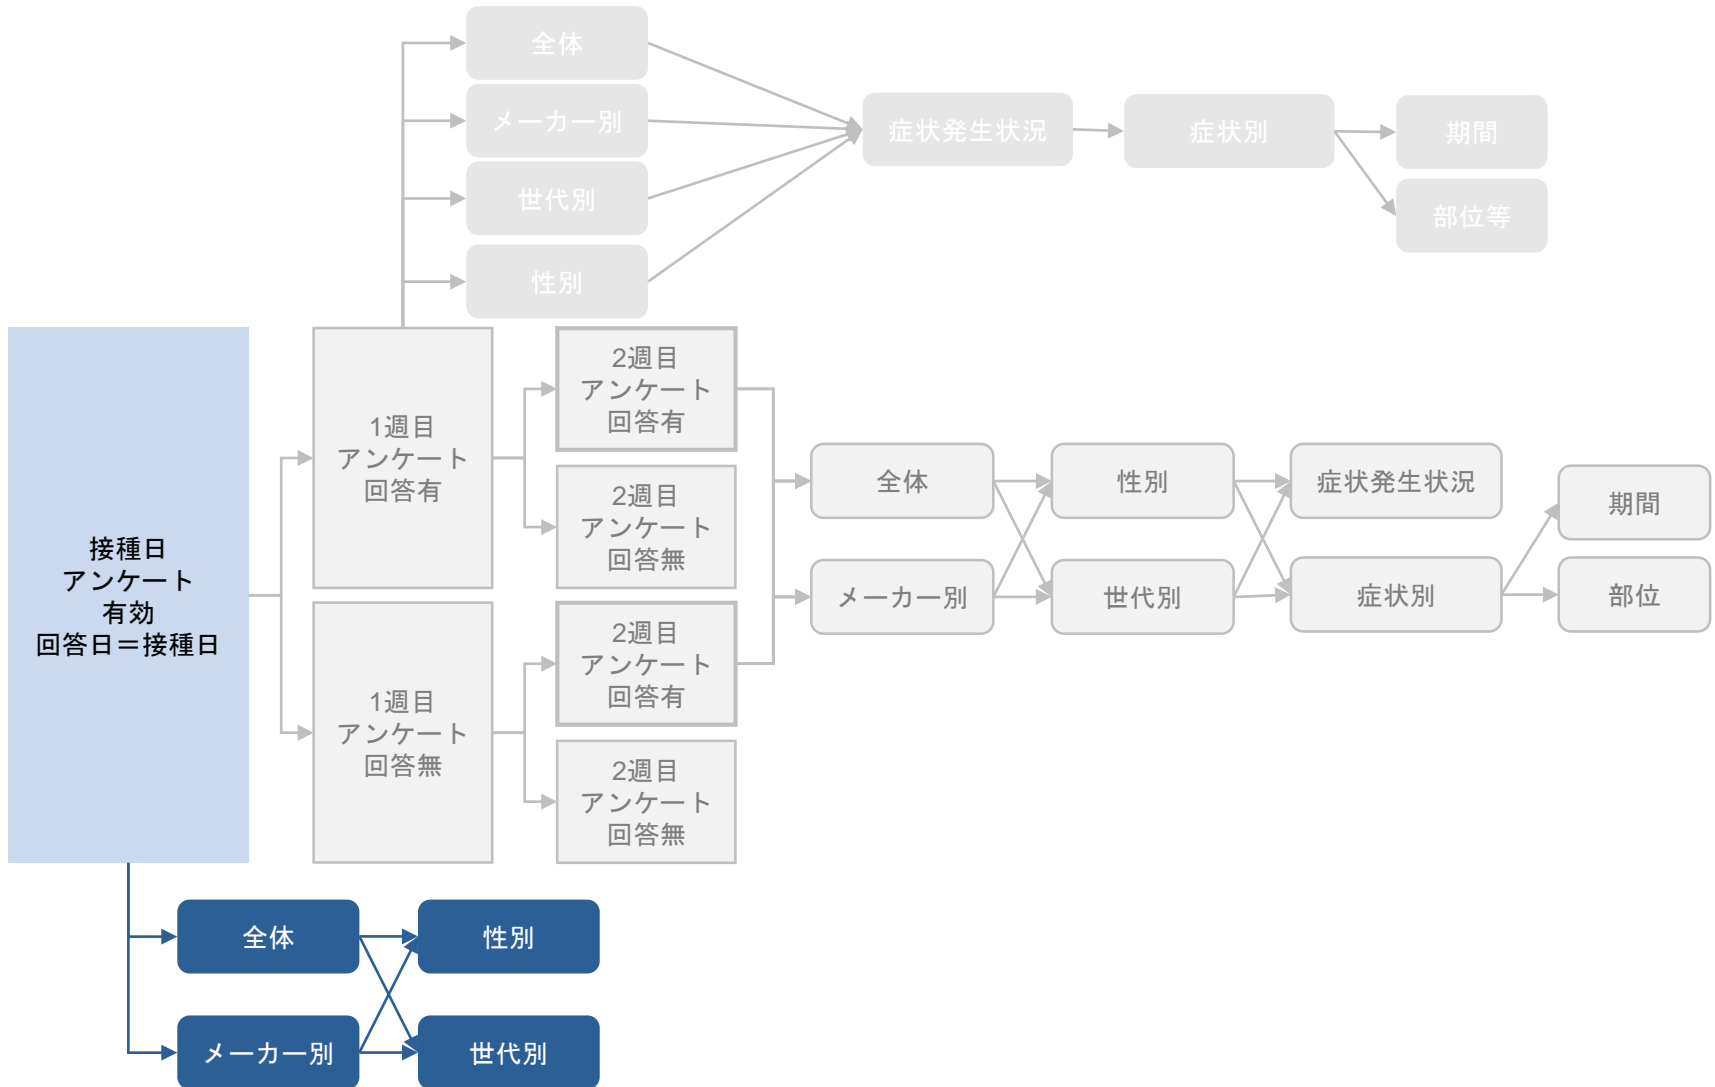 全体
メーカー別
世代別
性別
症状発生状況
症状別
期間
部位等
接種日
アンケート
有効
回答日＝接種日
1週目
アンケート
回答有
1週目
アンケート
回答無
2週目
アンケート
回答有
2週目
アンケート
回答無
2週目
アンケート
回答有
2週目
アンケート
回答無
全体
メーカー別
性別
世代別
症状発生状況
症状別
期間
部位
全体
メーカー別
性別
世代別